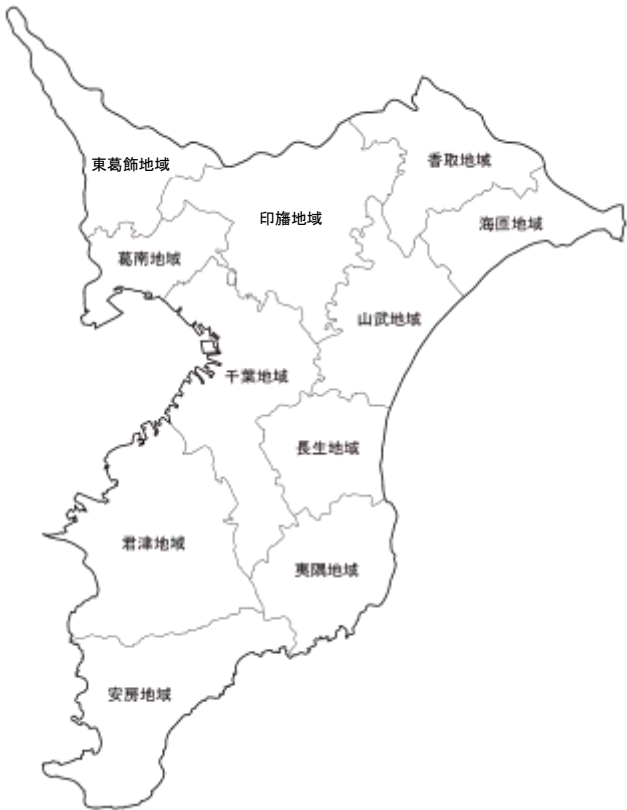 東葛飾地域
香取地域
印旛地域
海匝地域
葛南地域
山武地域
千葉地域
長生地域
君津地域
夷隅地域
安房地域